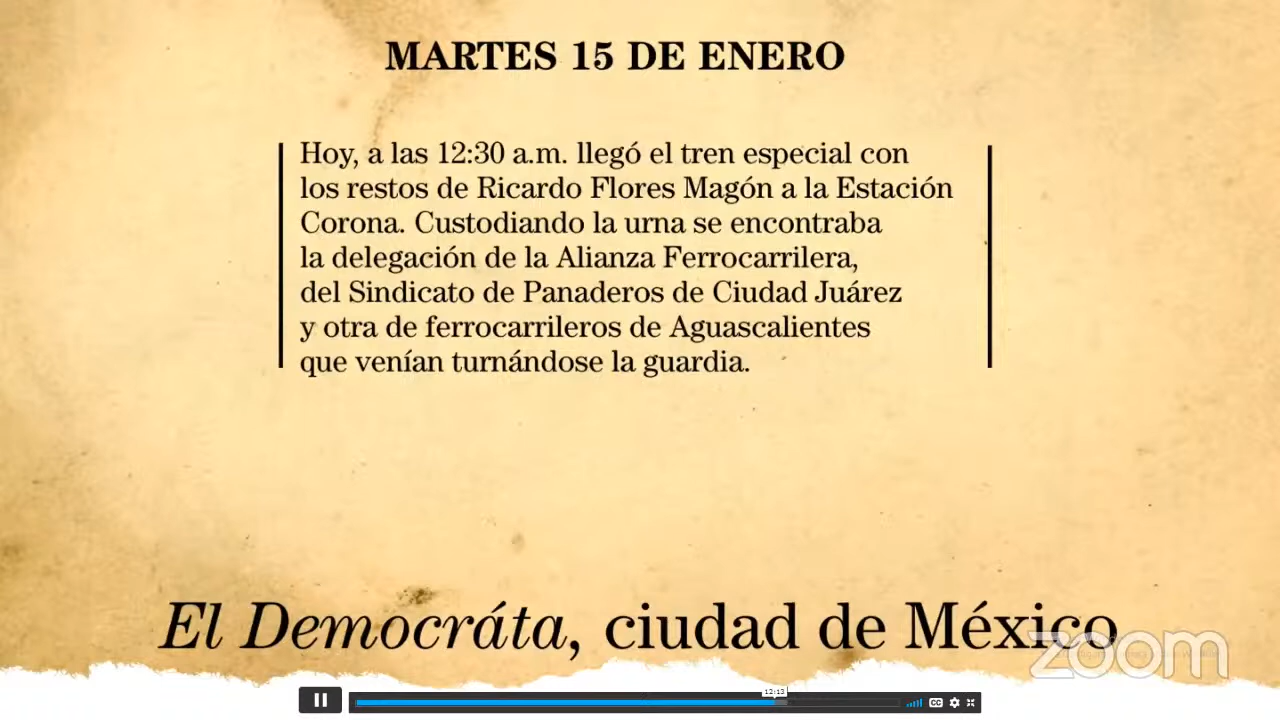 MARTES 15 DE ENERO
Hoy, a las 12:30 a.m. llegó el tren especial con
los restos de Ricardo Flores Magón a la Estación
Corona. Custodiando la urna se encontraba
la delegación de la Alianza Ferrocarrilera,
del Sindicato de Panaderos de Ciudad Juárez
y otra de ferrocarrileros de Aguascalientes
que venían turnándose la guardia.
El Democráta, ciudad de México
zoom
12:13
CC